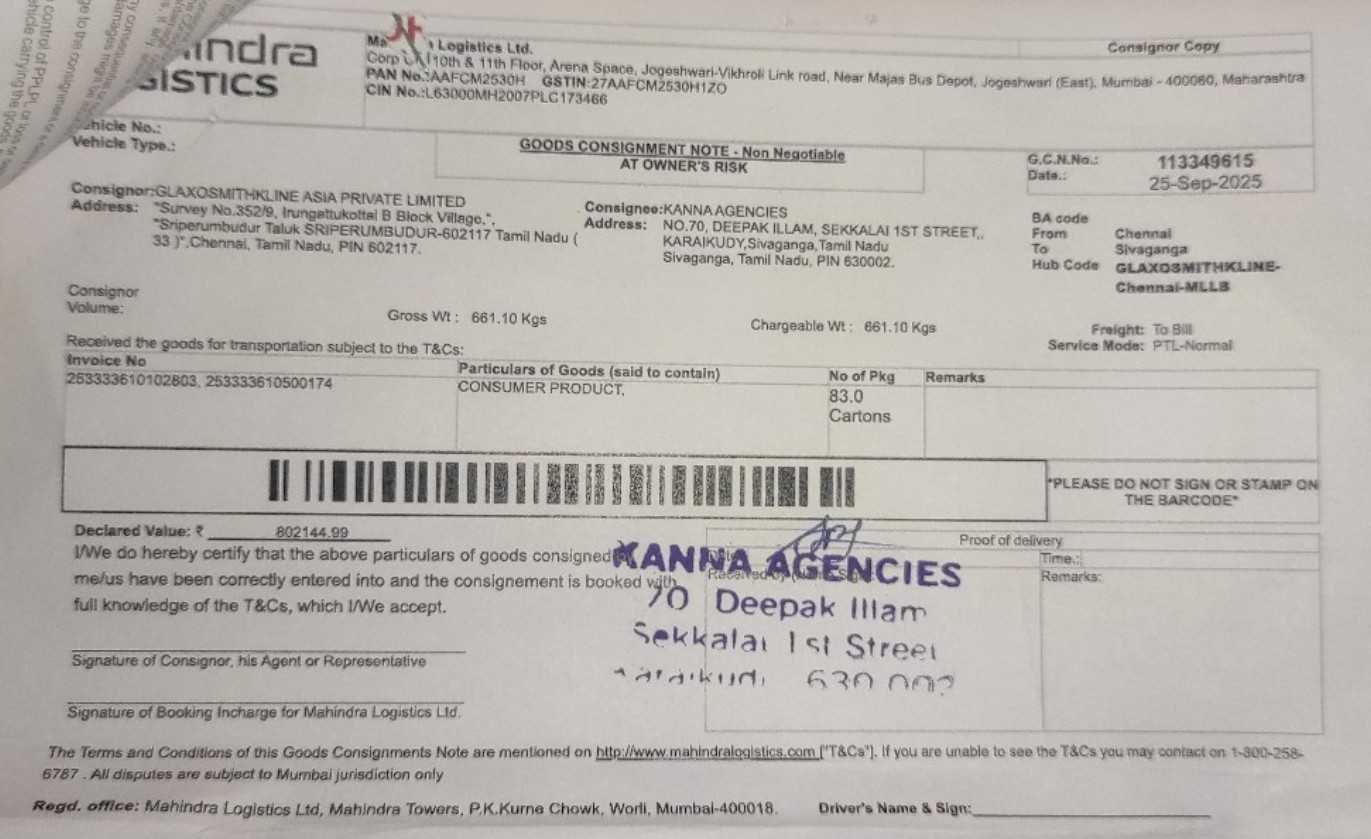 Logistics Ltd.
Consignor Copy
10th & 11th Floor, Arena Space, Jogeshwari-Vikhroli Link road, Near Majas Bus Depot, Jogeshwari (East), Mumbai - 400060, Maharashtra
PAN No.:AAFCM2530H GSTIN:27AAFCM2530H1ZO
CIN No.:L63000MH2007PLC173466
Vehicle No.:
Vehicle Type.:
GOODS CONSIGNMENT NOTE - Non Negotiable
AT OWNER'S RISK
G.C.N.No.: 113349615
Date.: 25-Sep-2025
Consignor:GLAXOSMITHKLINE ASIA PRIVATE LIMITED
Address: "Survey No.352/9, Irungattukottai B Block Village,",
"Sriperumbudur Taluk SRIPERUMBUDUR-602117 Tamil Nadu (
33 )",Chennai, Tamil Nadu, PIN 602117.
Consignee:KANNA AGENCIES
Address: NO.70, DEEPAK ILLAM, SEKKALAI 1ST STREET,.
KARAIKUDY,Sivaganga,Tamil Nadu
Sivaganga, Tamil Nadu, PIN 630002.
BA code
From Chennai
To Sivaganga
Hub Code GLAXOSMITHKLINE-
Chennai-MLLB
Consignor
Volume:
Gross Wt : 661.10 Kgs
Chargeable Wt : 661.10 Kgs
Freight: To Bill
Service Mode: PTL-Normal
Received the goods for transportation subject to the T&Cs:
Invoice No
Particulars of Goods (said to contain)
No of Pkg
Remarks
253333610102803, 253333610500174
CONSUMER PRODUCT,
83.0
Cartons
*PLEASE DO NOT SIGN OR STAMP ON
THE BARCODE*
Declared Value: ₹ 802144.99
I/We do hereby certify that the above particulars of goods consigned
me/us have been correctly entered into and the consignement is booked with
full knowledge of the T&Cs, which I/We accept.
Proof of delivery
Time.:
Remarks:
KANNA AGENCIES
70 Deepak Illam
Sekkalai 1st Street
Signature of Consignor, his Agent or Representative
Signature of Booking Incharge for Mahindra Logistics Ltd.
The Terms and Conditions of this Goods Consignments Note are mentioned on http://www.mahindralogistics.com ["T&Cs"]. If you are unable to see the T&Cs you may contact on 1-800-258-
6787 . All disputes are subject to Mumbai jurisdiction only
Regd. office: Mahindra Logistics Ltd, Mahindra Towers, P.K.Kurne Chowk, Worli, Mumbai-400018. Driver's Name & Sign: